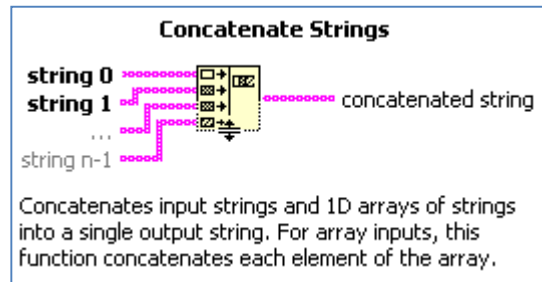 Concatenate Strings
string 0
string 1
...
string n-1
concatenated string
Concatenates input strings and 1D arrays of strings
into a single output string. For array inputs, this
function concatenates each element of the array.